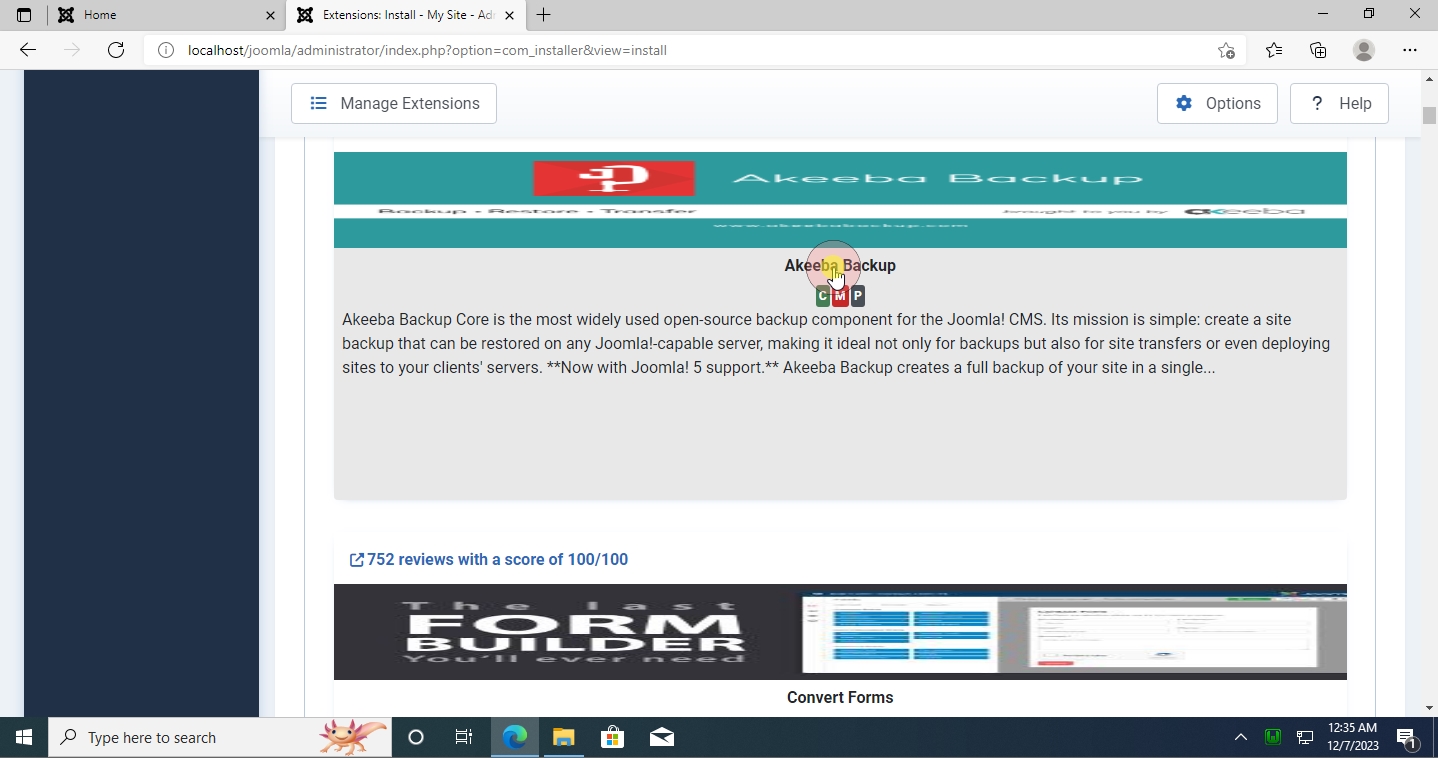 Home
Extensions: Install - My Site - Ad
localhost/joomla/administrator/index.php?option=com_installer&view=install
Manage Extensions
Options
? Help
Akeeba Backup
Backup • Restore • Transfer
brought to you by akeeba
www.akeebabackup.com
Akeeba Backup
C M P
Akeeba Backup Core is the most widely used open-source backup component for the Joomla! CMS. Its mission is simple: create a site
backup that can be restored on any Joomla!-capable server, making it ideal not only for backups but also for site transfers or even deploying
sites to your clients' servers. **Now with Joomla! 5 support.** Akeeba Backup creates a full backup of your site in a single...
752 reviews with a score of 100/100
The last
FORM
BUILDER
You'll ever need
Convert Forms
Type here to search
12:35 AM
12/7/2023
1